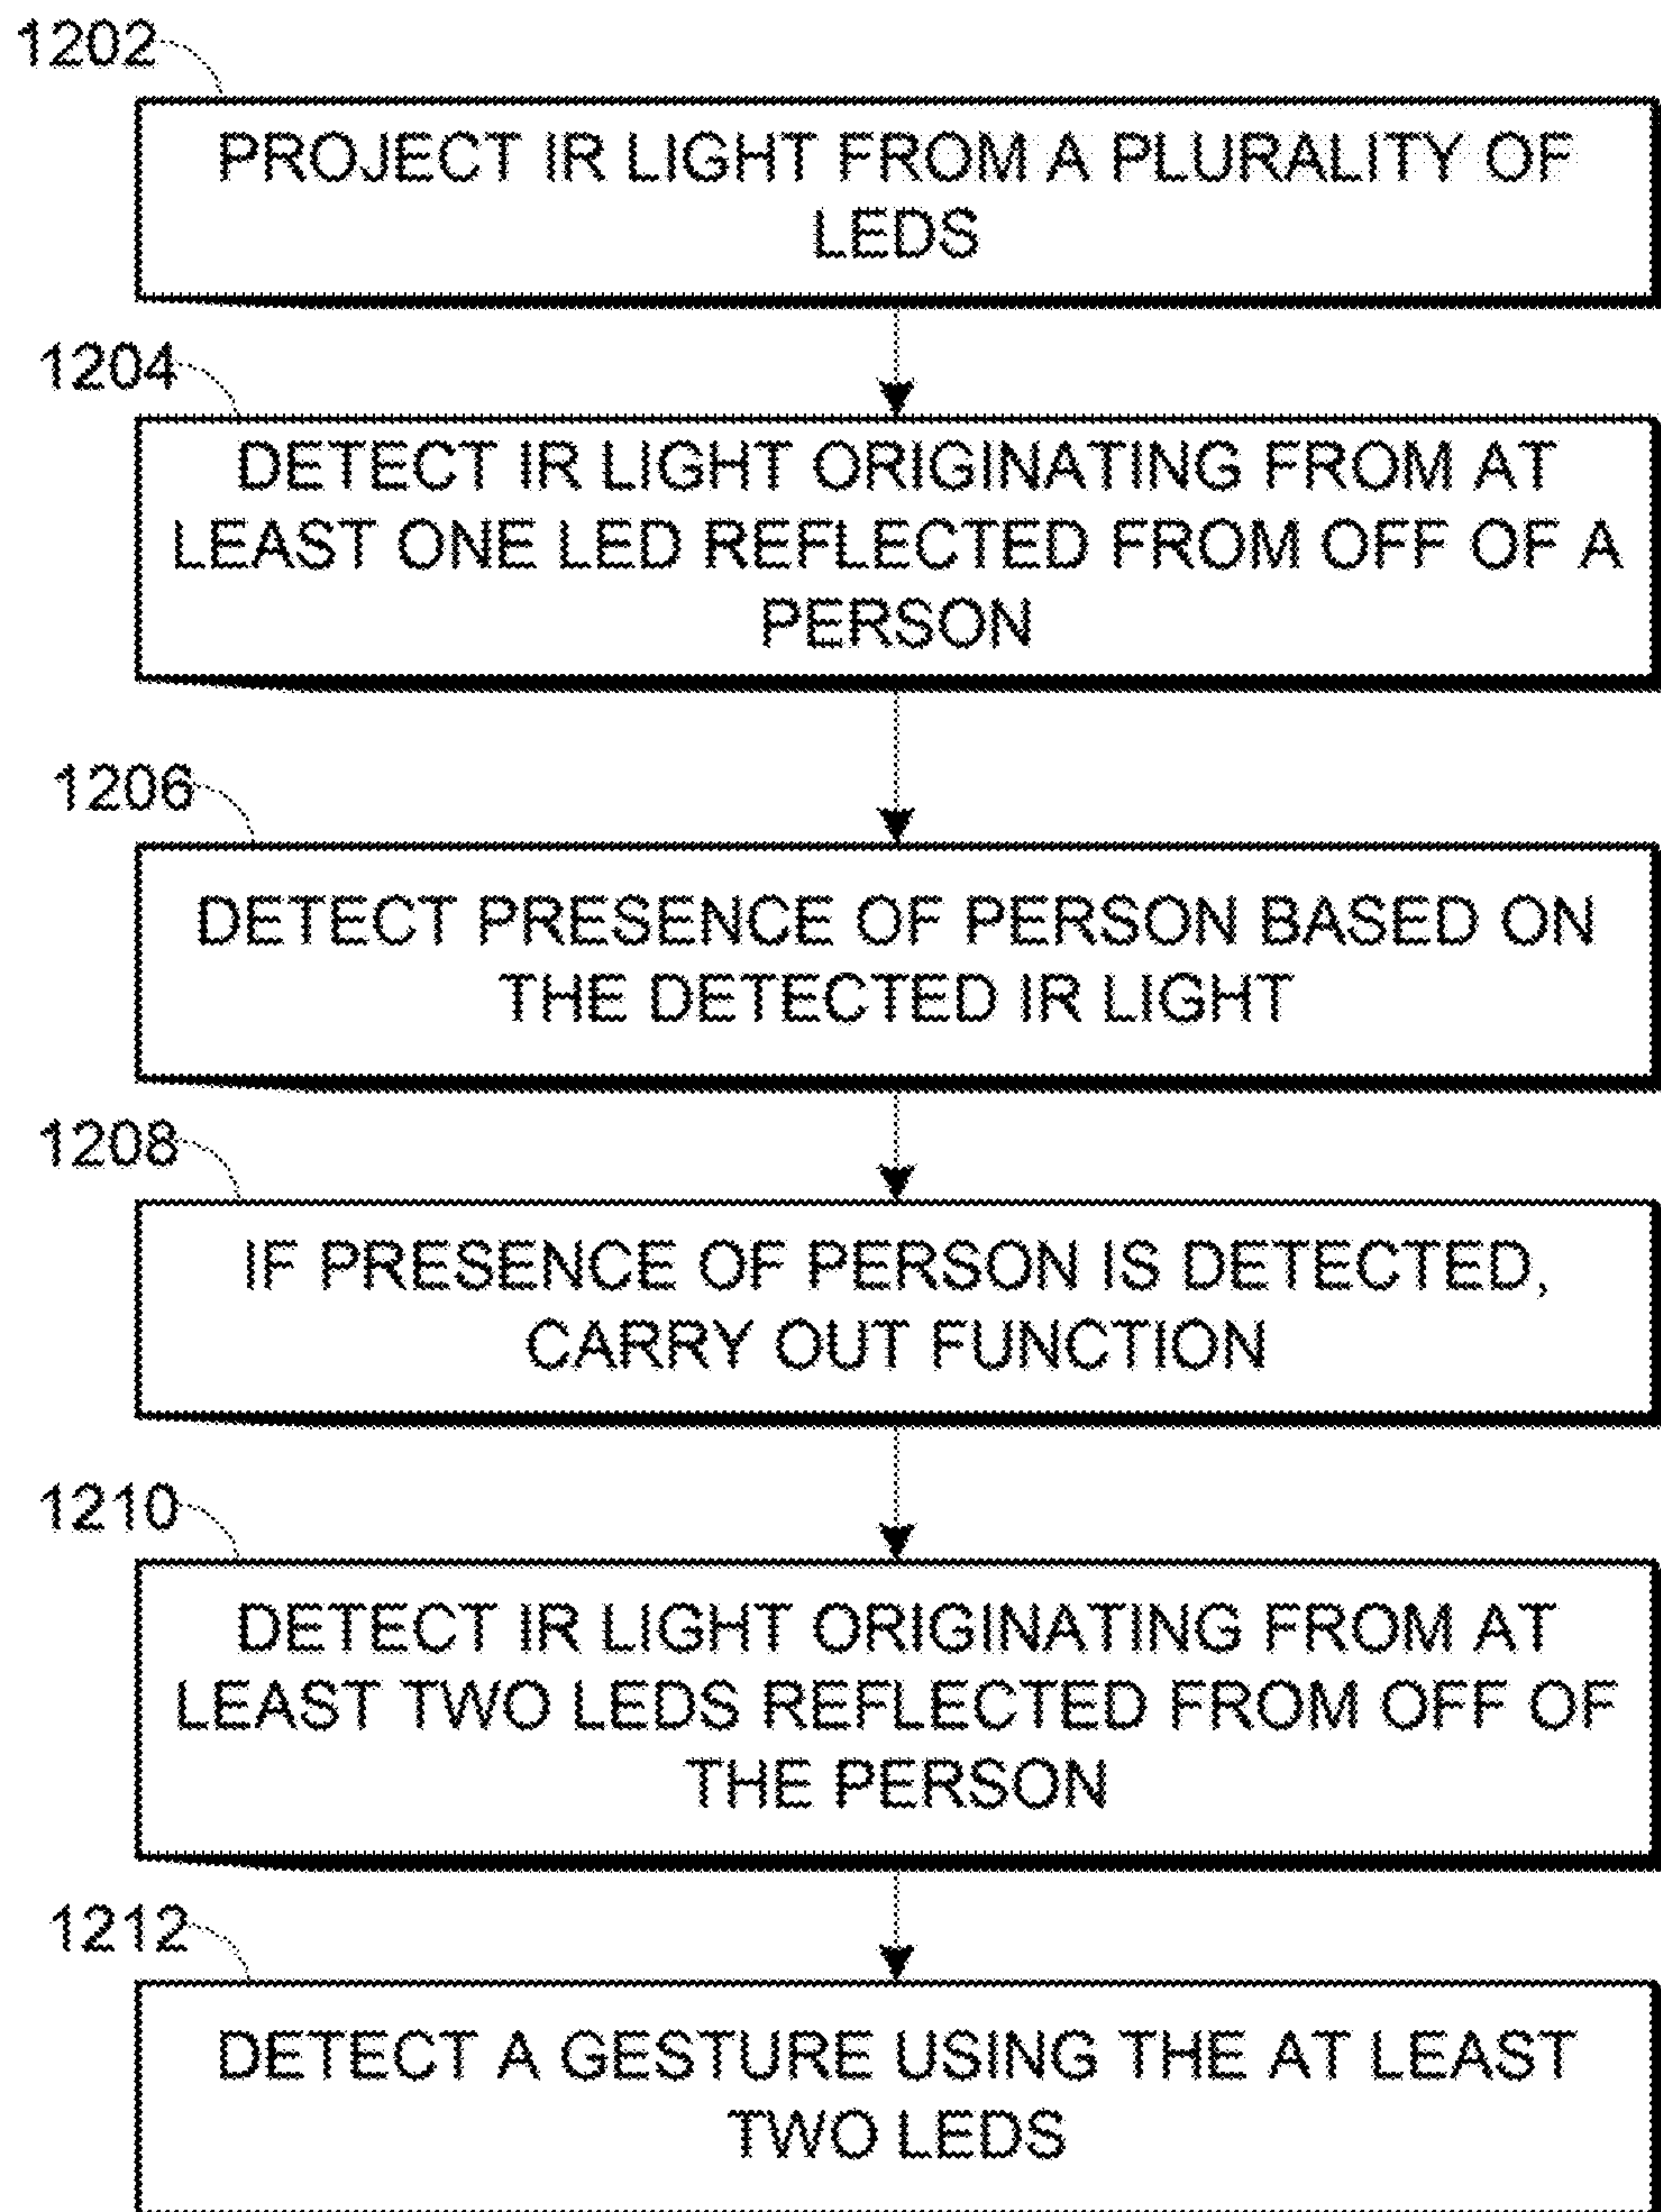 1202
PROJECT IR LIGHT FROM A PLURALITY OF
LEDS
1204
DETECT IR LIGHT ORIGINATING FROM AT
LEAST ONE LED REFLECTED FROM OFF OF A
PERSON
1206
DETECT PRESENCE OF PERSON BASED ON
THE DETECTED IR LIGHT
1208
IF PRESENCE OF PERSON IS DETECTED,
CARRY OUT FUNCTION
1210
DETECT IR LIGHT ORIGINATING FROM AT
LEAST TWO LEDS REFLECTED FROM OFF OF
THE PERSON
1212
DETECT A GESTURE USING THE AT LEAST
TWO LEDS